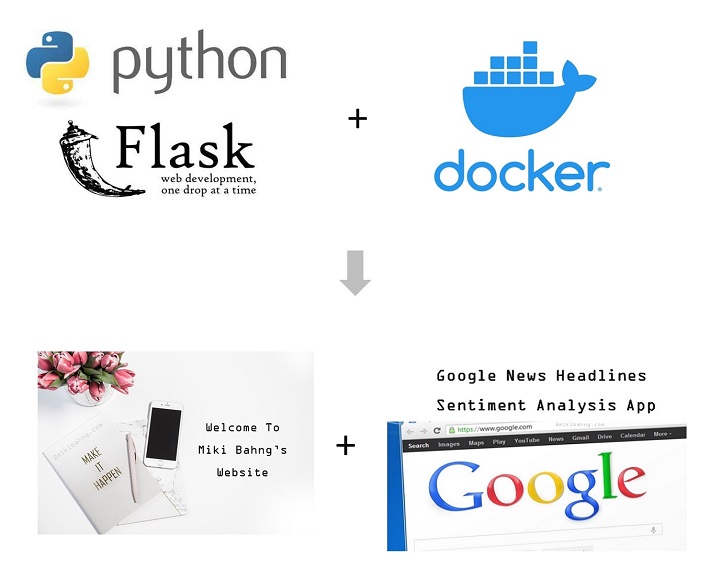 python
+
Flask
web development,
one drop at a time
docker
Welcome To
Miki Bahng's
Website
MAKE
IT
HAPPEN
+
Google News Headlines
Sentiment Analysis App
https://www.google.com
Search Images Maps Play YouTube News Gmail Drive Calendar More
Google